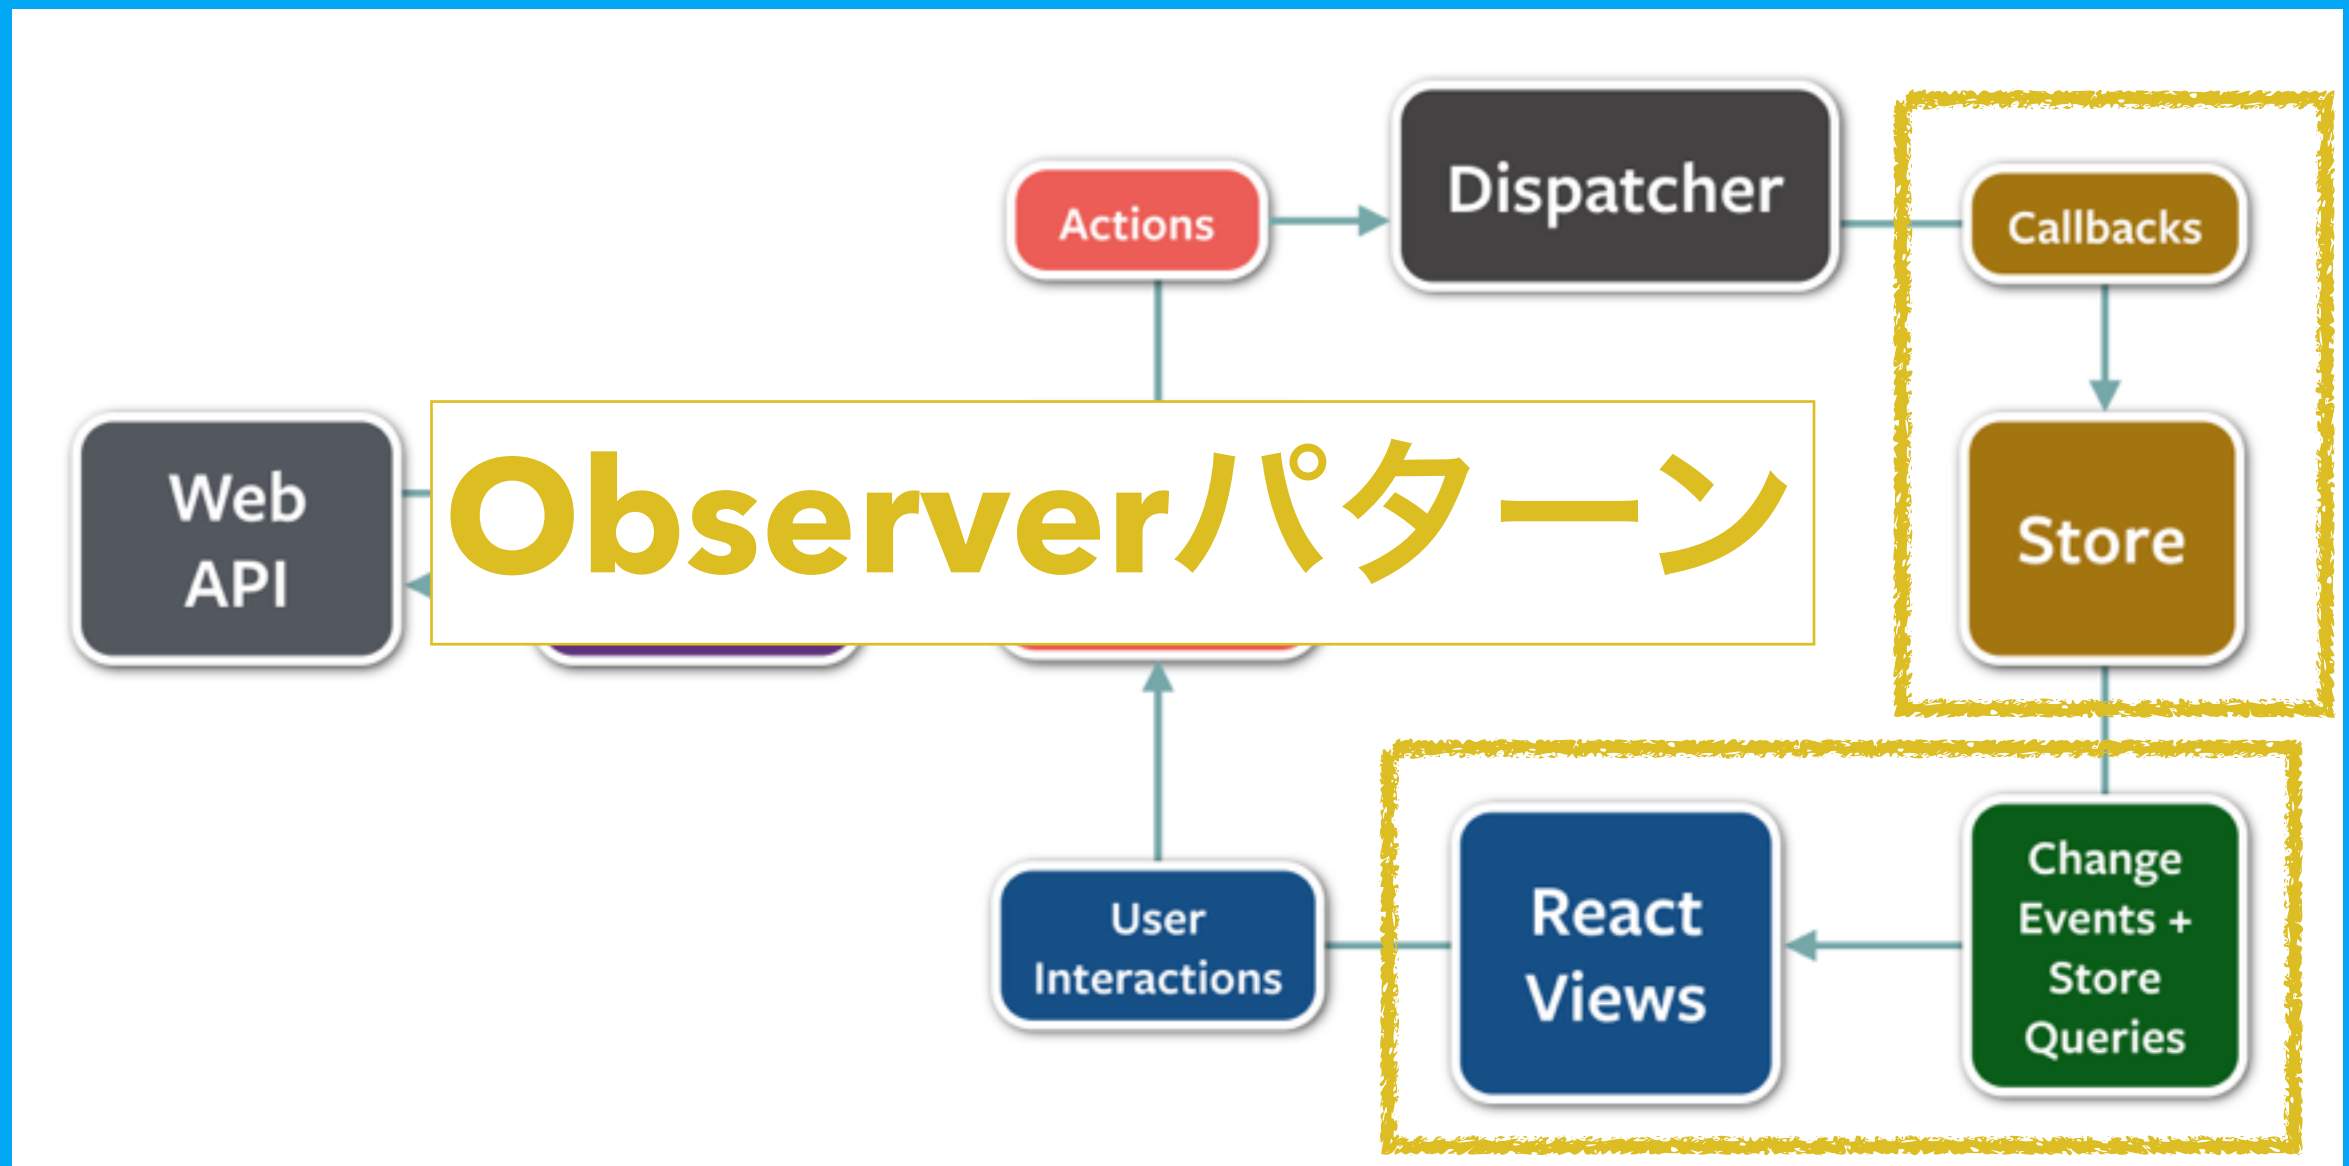 Actions
Dispatcher
Callbacks
Web
API
Observerパターン
Store
User
Interactions
React
Views
Change
Events +
Store
Queries